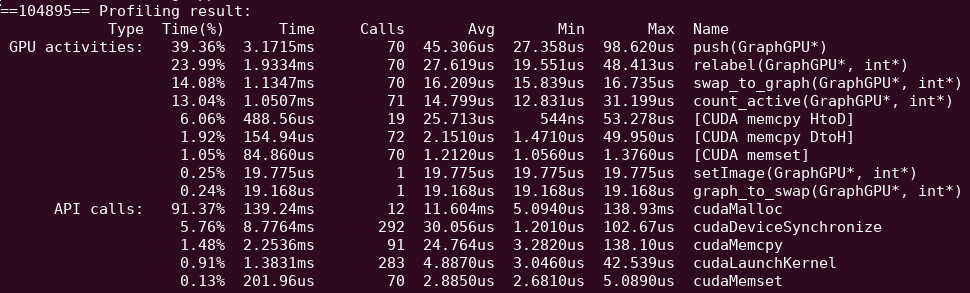 ==104895== Profiling result:
Type Time(%) Time Calls Avg Min Max Name
GPU activities: 39.36% 3.1715ms 70 45.306us 27.358us 98.620us push(GraphGPU*)
23.99% 1.9334ms 70 27.619us 19.551us 48.413us relabel(GraphGPU*, int*)
14.08% 1.1347ms 70 16.209us 15.839us 16.735us swap_to_graph(GraphGPU*, int*)
13.04% 1.0507ms 71 14.799us 12.831us 31.199us count_active(GraphGPU*, int*)
6.06% 488.56us 19 25.713us 544ns 53.278us [CUDA memcpy HtoD]
1.92% 154.94us 72 2.1510us 1.4710us 49.950us [CUDA memcpy DtoH]
1.05% 84.860us 70 1.2120us 1.0560us 1.3760us [CUDA memset]
0.25% 19.775us 1 19.775us 19.775us 19.775us setImage(GraphGPU*, int*)
0.24% 19.168us 1 19.168us 19.168us 19.168us graph_to_swap(GraphGPU*, int*)
API calls: 91.37% 139.24ms 12 11.604ms 5.0940us 138.93ms cudaMalloc
5.76% 8.7764ms 292 30.056us 1.2010us 102.67us cudaDeviceSynchronize
1.48% 2.2536ms 91 24.764us 3.2820us 138.10us cudaMemcpy
0.91% 1.3831ms 283 4.8870us 3.0460us 42.539us cudaLaunchKernel
0.13% 201.96us 70 2.8850us 2.6810us 5.0890us cudaMemset